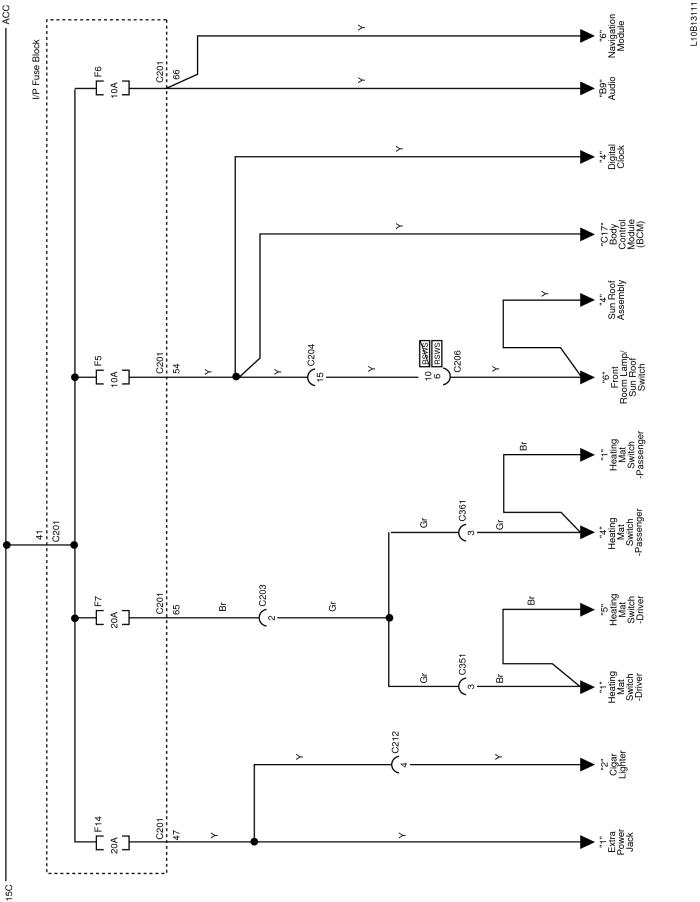 15C
ACC
I/P Fuse Block
41
C201
F14
20A
F7
20A
F5
10A
F6
10A
C201
47
C201
65
C201
54
C201
66
Y
Br
Y
Y
C203
2
Gr
Y
C204
15
Y
Y
C212
4
Y
Y
Gr
C351
3
Br
Br
Gr
C361
3
Gr
Br
Y
10
RSWS
6
RSWS
C206
Y
Y
Y
Y
Y
Y
"1"
Extra
Power
Jack
"2"
Cigar
Lighter
"1"
Heating
Mat
Switch
-Driver
"5"
Heating
Mat
Switch
-Driver
"4"
Heating
Mat
Switch
-Passenger
"1"
Heating
Mat
Switch
-Passenger
"6"
Front
Room Lamp/
Sun Roof
Switch
"4"
Sun Roof
Assembly
"C17"
Body
Control
Module
(BCM)
"4"
Digital
Clock
"B9"
Audio
"6"
Navigation
Module
L10B13111